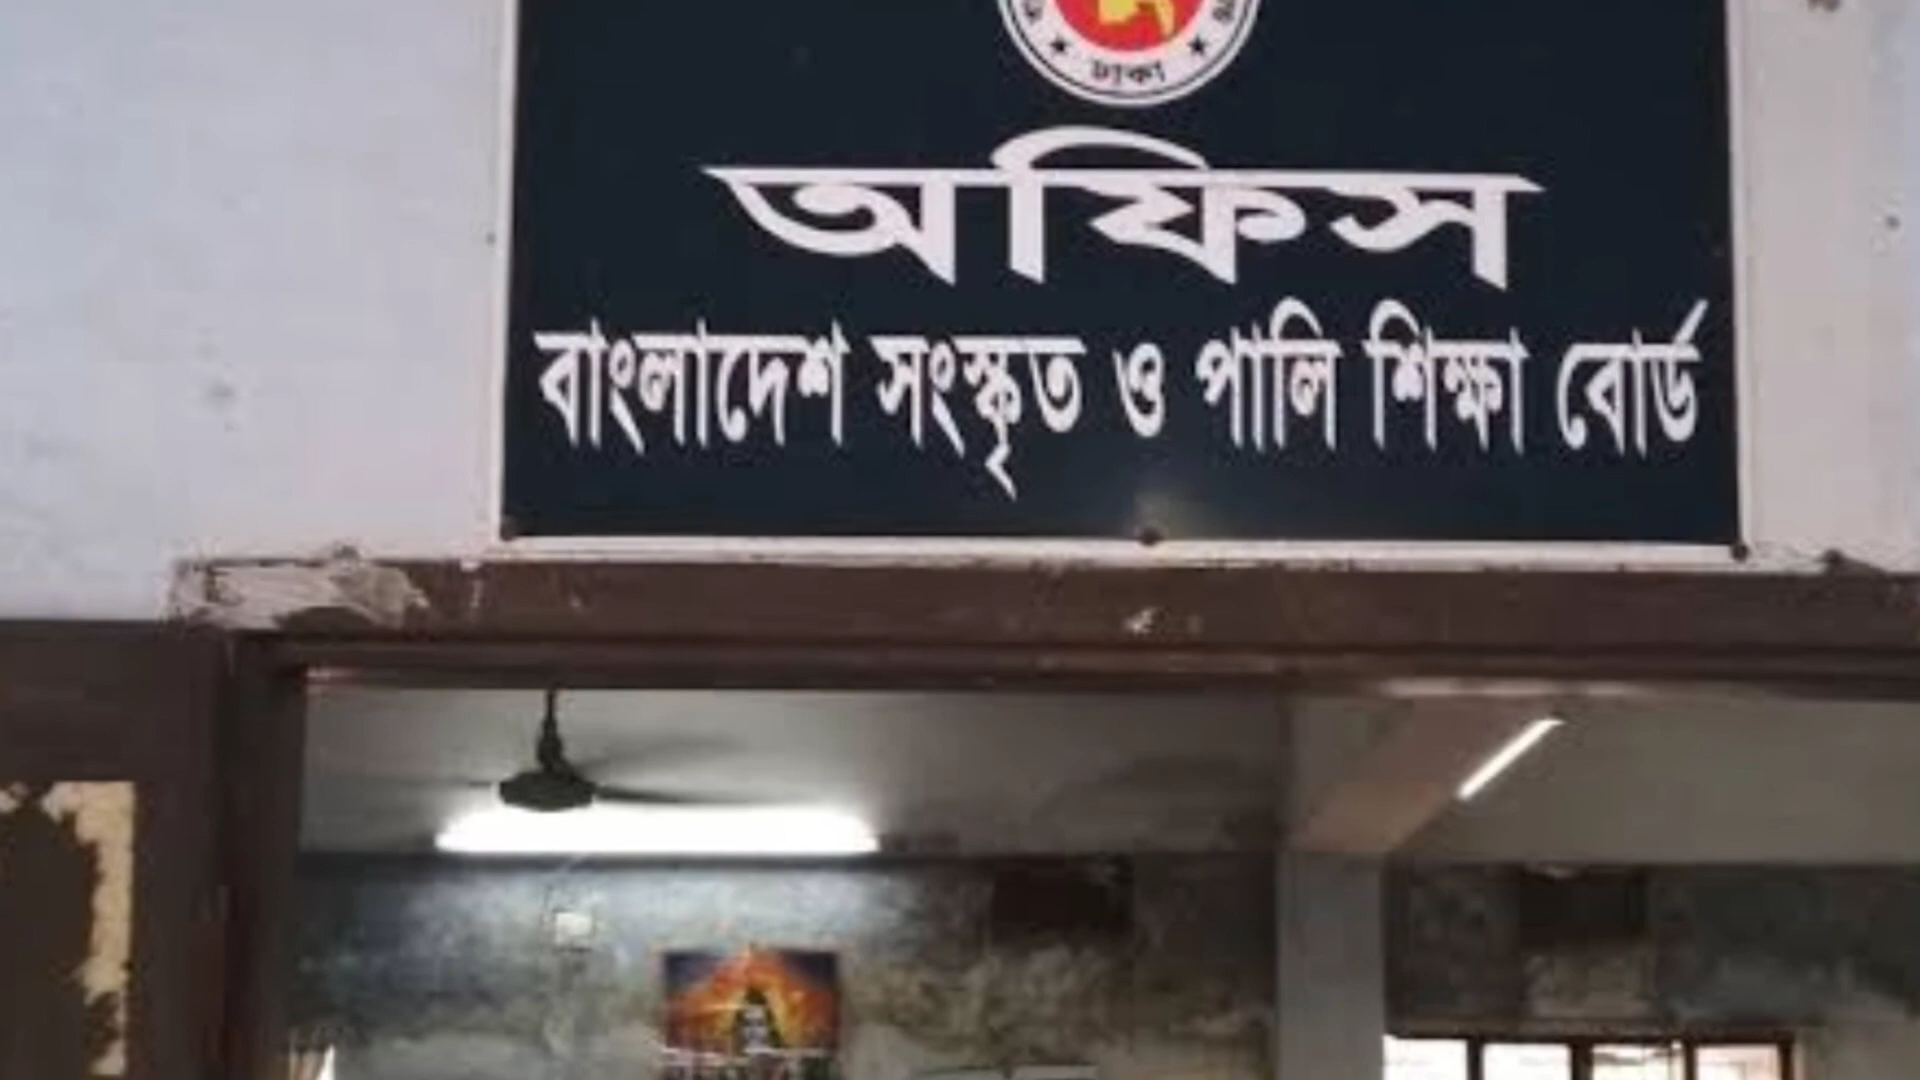 ঢাকা
অফিস
বাংলাদেশ সংস্কৃত ও পালি শিক্ষা বোর্ড